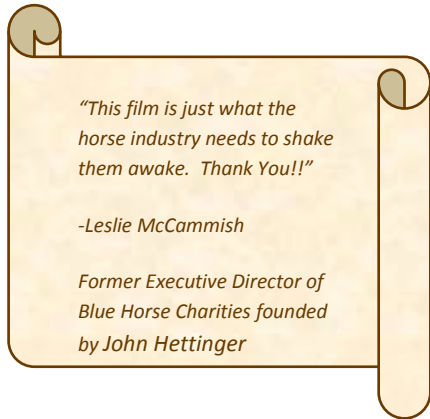 “This film is just what the
horse industry needs to shake
them awake.  Thank You!!”
-Leslie McCammish
Former Executive Director of
Blue Horse Charities founded
by John Hettinger